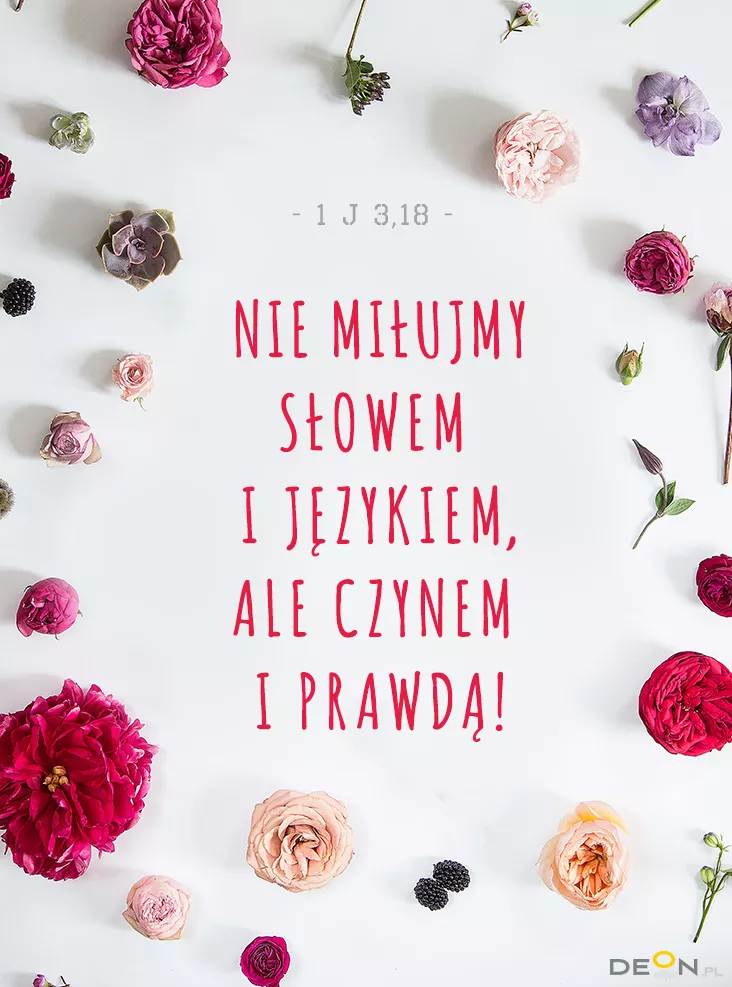 - 1 J 3,18 -
NIE MIŁUJMY
SŁOWEM
I JĘZYKIEM,
ALE CZYNEM
I PRAWDĄ!
DEON.PL